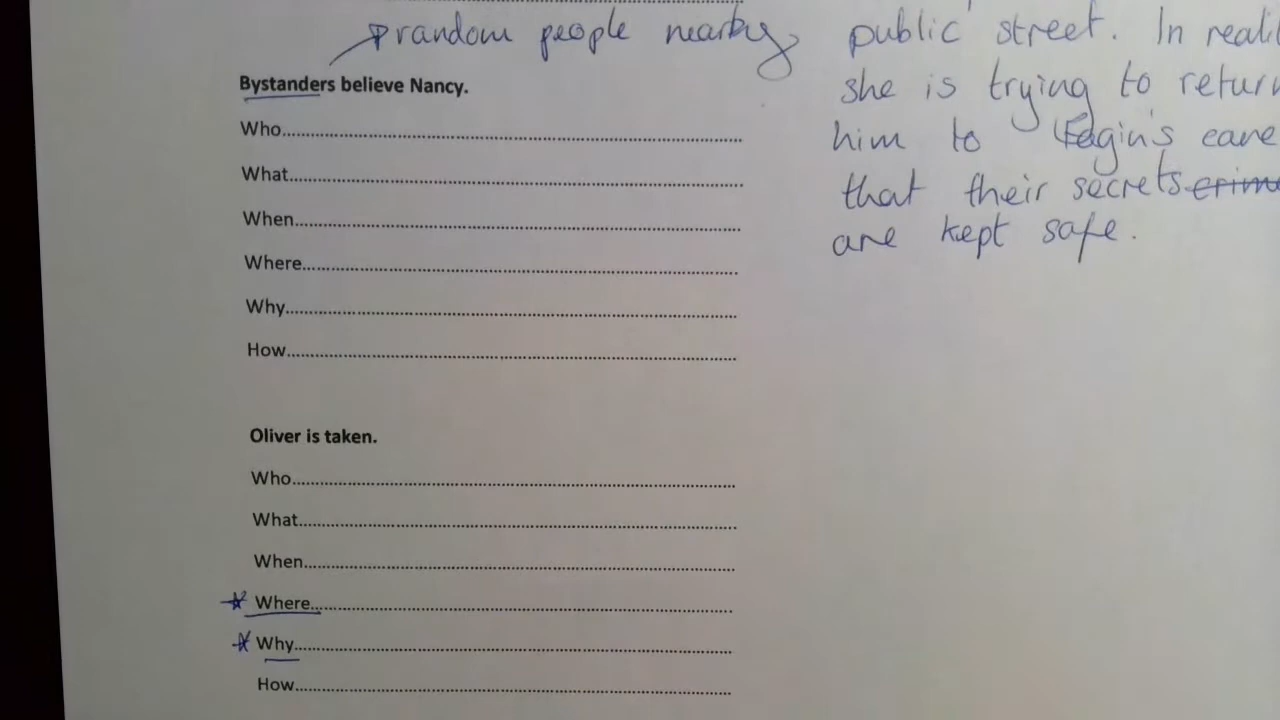 random people nearby
Bystanders believe Nancy.
Who
What
When
Where
Why
How
Oliver is taken.
Who
What
When
Where
Why
How
public street. In
she is trying to return
him to Fagin's care
that their secrets
are kept safe.